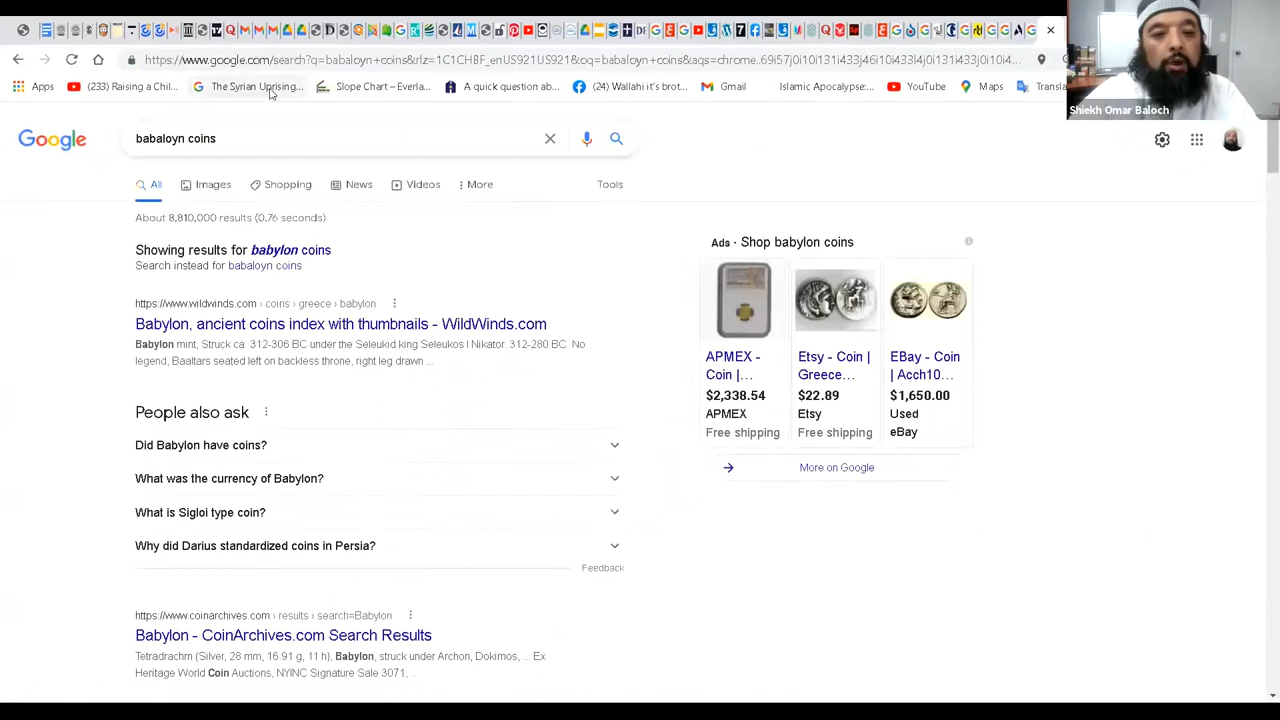 https://www.google.com/search?q=babaloyn+coins&rlz=1C1CHBF_enUS921US921&oq=babaloyn+coins&aqs=chrome..69i57j0i10i131i433j46i10i433l4j0i131i433j0i10l4...
Apps
(233) Raising a Chil...
The Syrian Uprising...
Slope Chart – Everla...
A quick question ab...
(24) Wallahi it's brot...
Gmail
Islamic Apocalypse:...
YouTube
Maps
Transla
Shiekh Omar Baloch
Google
babaloyn coins
All
Images
Shopping
News
Videos
More
Tools
About 8,810,000 results (0.76 seconds)
Showing results for babylon coins
Search instead for babaloyn coins
https://www.wildwinds.com › coins › greece › babylon
Babylon, ancient coins index with thumbnails - WildWinds.com
Babylon mint, Struck ca. 312-306 BC under the Seleukid king Seleukos I Nikator. 312-280 BC. No
legend, Baaltars seated left on backless throne, right leg drawn ...
People also ask
Did Babylon have coins?
What was the currency of Babylon?
What is Sigloi type coin?
Why did Darius standardized coins in Persia?
Feedback
https://www.coinarchives.com › results › search=Babylon
Babylon - CoinArchives.com Search Results
Tetradrachm (Silver, 28 mm, 16.91 g, 11 h), Babylon, struck under Archon, Dokimos, ... Ex
Heritage World Coin Auctions, NYINC Signature Sale 3071, ...
Ads · Shop babylon coins
APMEX -
Coin |...
$2,338.54
APMEX
Free shipping
Etsy - Coin |
Greece...
$22.89
Etsy
Free shipping
EBay - Coin
| Acch10...
$1,650.00
Used
eBay
More on Google